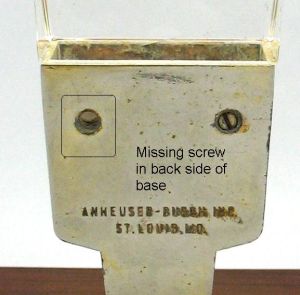 Missing screw
in back side of
base
ANHEUSER-BUSCH, INC.
ST. LOUIS, MO.